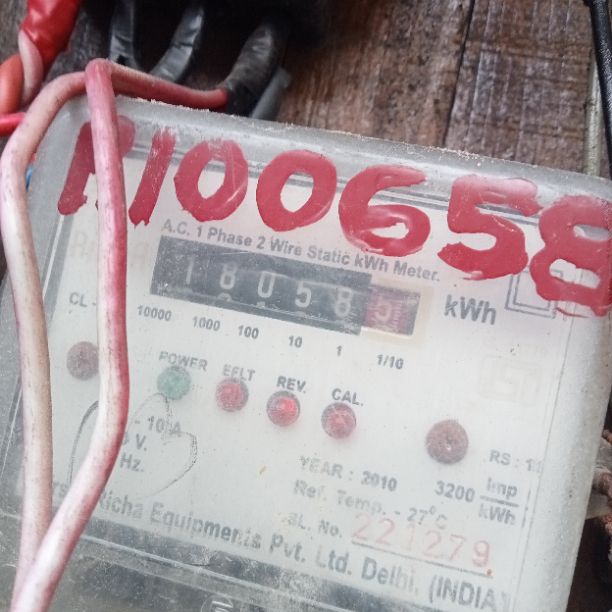 P100658
A.C. 1 Phase 2 Wire Static kWh Meter.
18058 5 kWh
CL -
10000 1000 100 10 1 1/10
POWER EFLT REV. CAL.
- 10 A
V.
Hz.
YEAR : 2010
RS :
Ref. Temp. - 27°C
3200 Imp/kWh
SL. No. 221279
Richa Equipments Pvt. Ltd. Delhi. (INDIA)